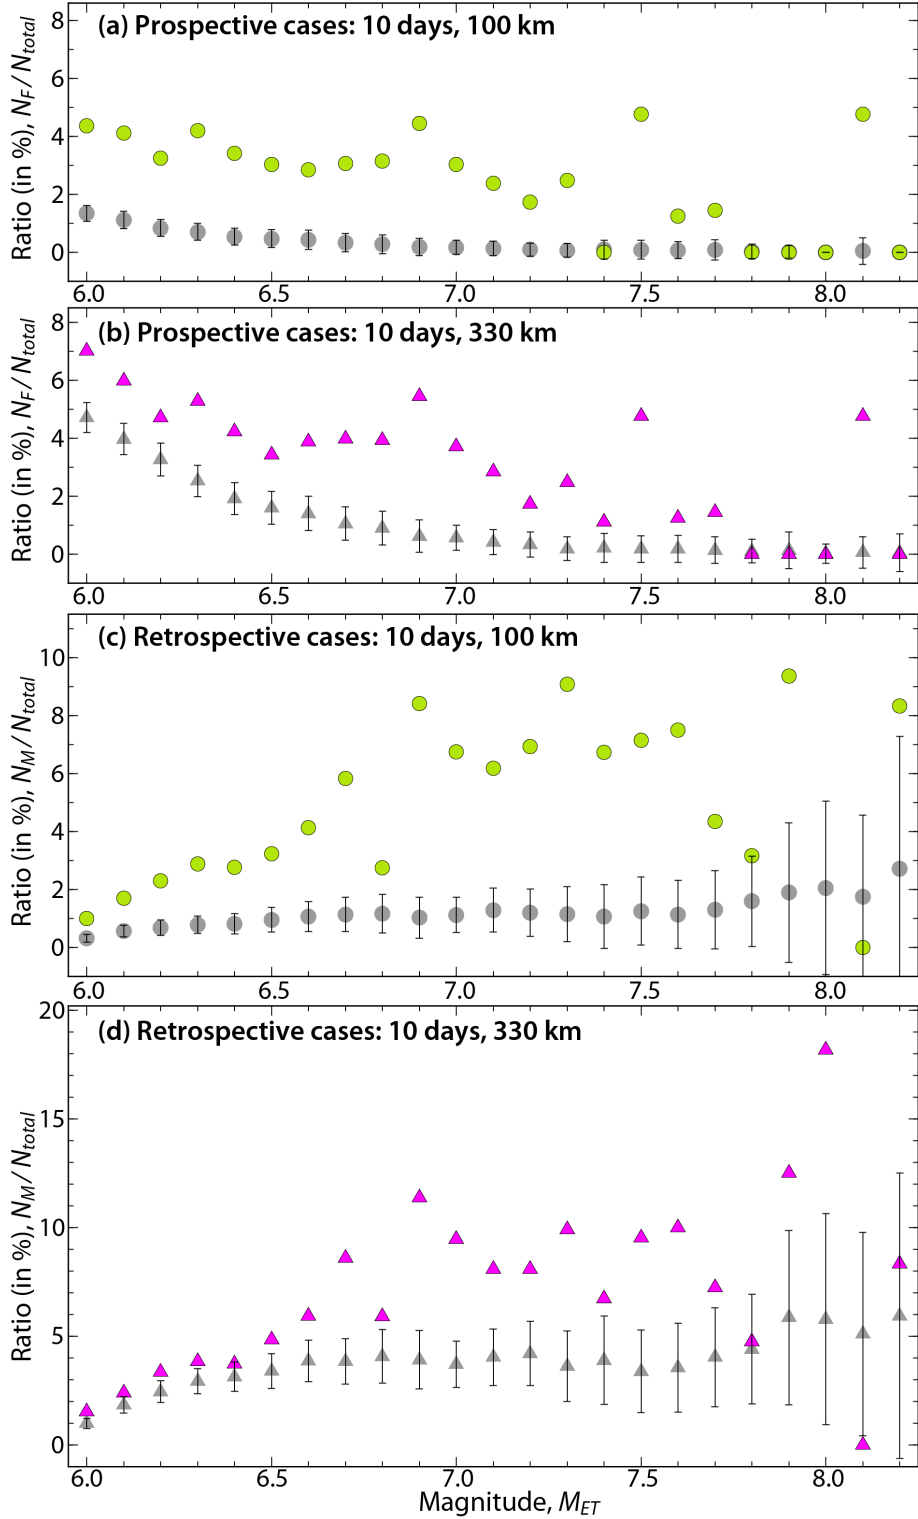 (a) Prospective cases: 10 days, 100 km
Ratio (in %), N_F / N_total
8
6
4
2
0
6.0 6.5 7.0 7.5 8.0
(b) Prospective cases: 10 days, 330 km
Ratio (in %), N_F / N_total
8
6
4
2
0
6.0 6.5 7.0 7.5 8.0
(c) Retrospective cases: 10 days, 100 km
Ratio (in %), N_M / N_total
10
8
6
4
2
0
6.0 6.5 7.0 7.5 8.0
(d) Retrospective cases: 10 days, 330 km
Ratio (in %), N_M / N_total
20
15
10
5
0
6.0 6.5 7.0 7.5 8.0
Magnitude, M_ET